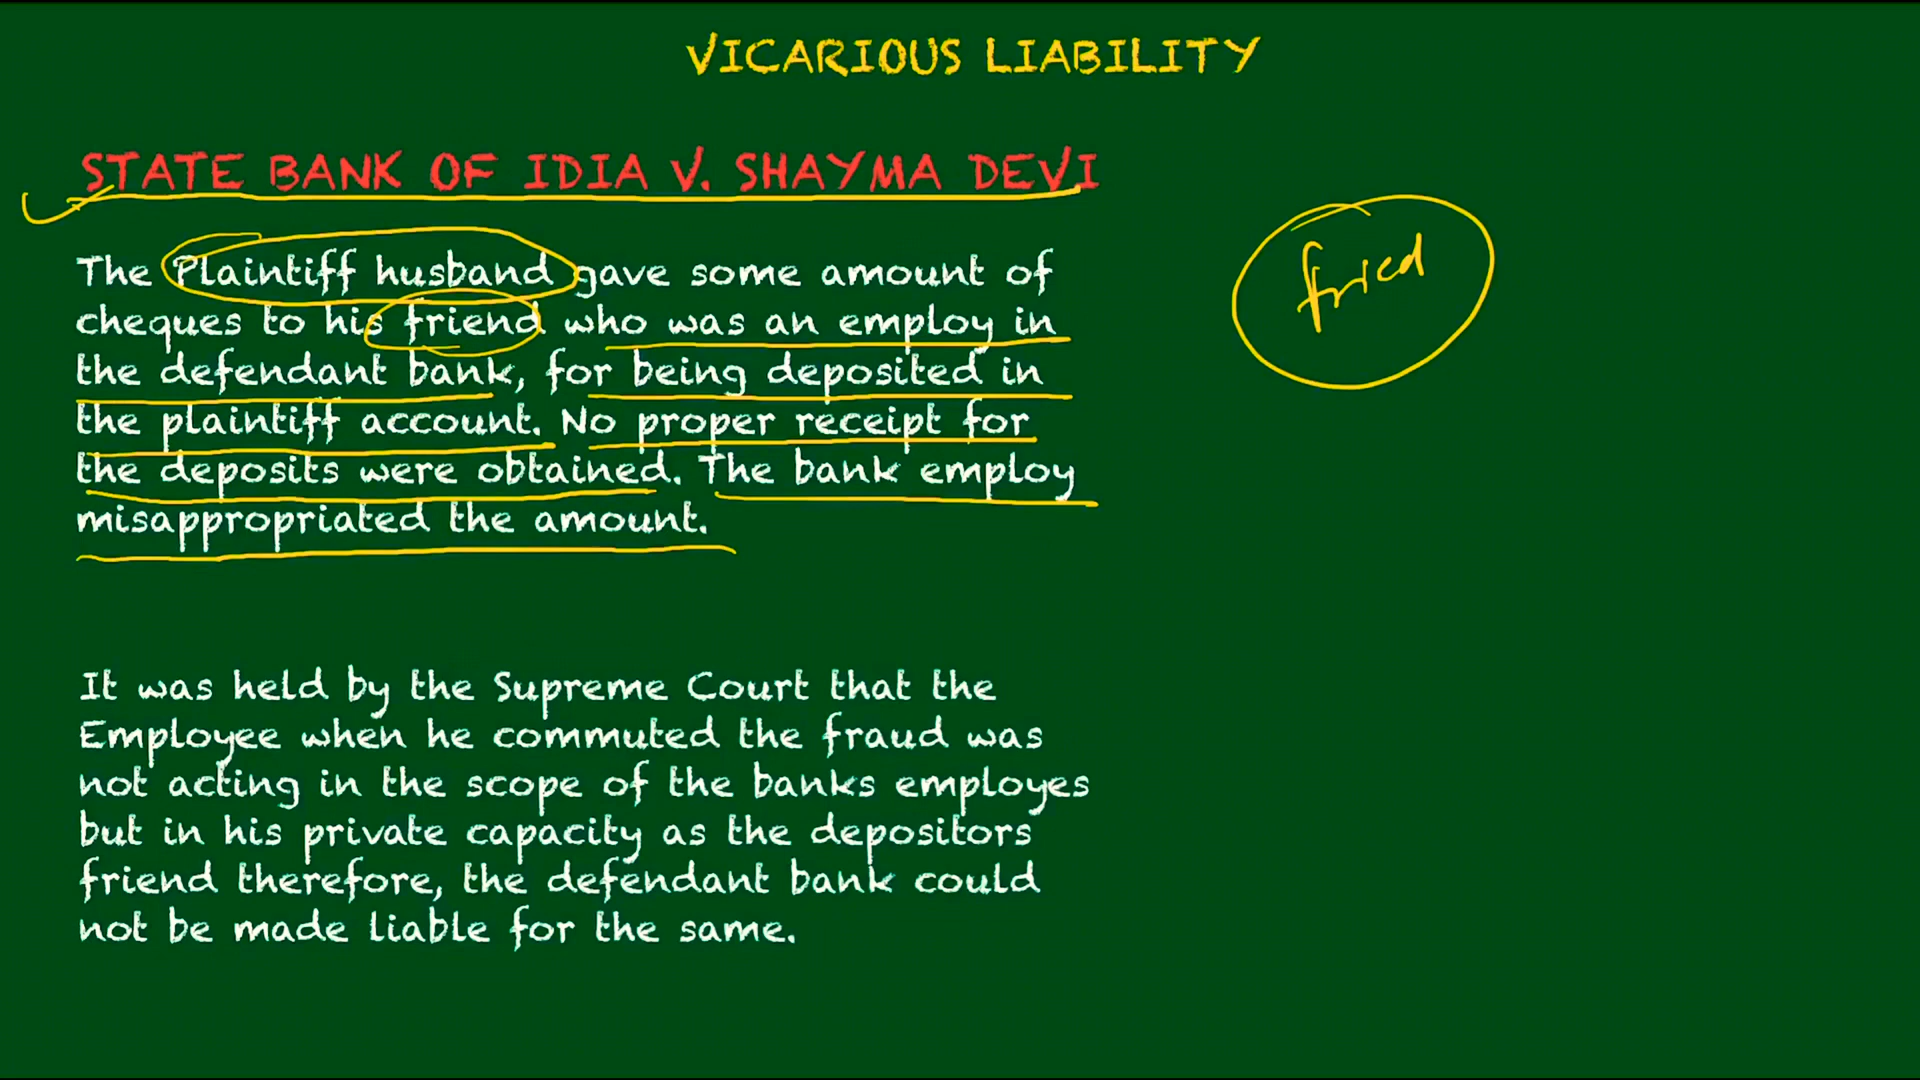 VICARIOUS LIABILITY
STATE BANK OF IDIA V. SHAYMA DEVI
The Plaintiff husband gave some amount of
cheques to his friend who was an employ in
the defendant bank, for being deposited in
the plaintiff account. No proper receipt for
the deposits were obtained. The bank employ
misappropriated the amount.
fried
It was held by the Supreme Court that the
Employee when he commuted the fraud was
not acting in the scope of the banks employes
but in his private capacity as the depositors
friend therefore, the defendant bank could
not be made liable for the same.